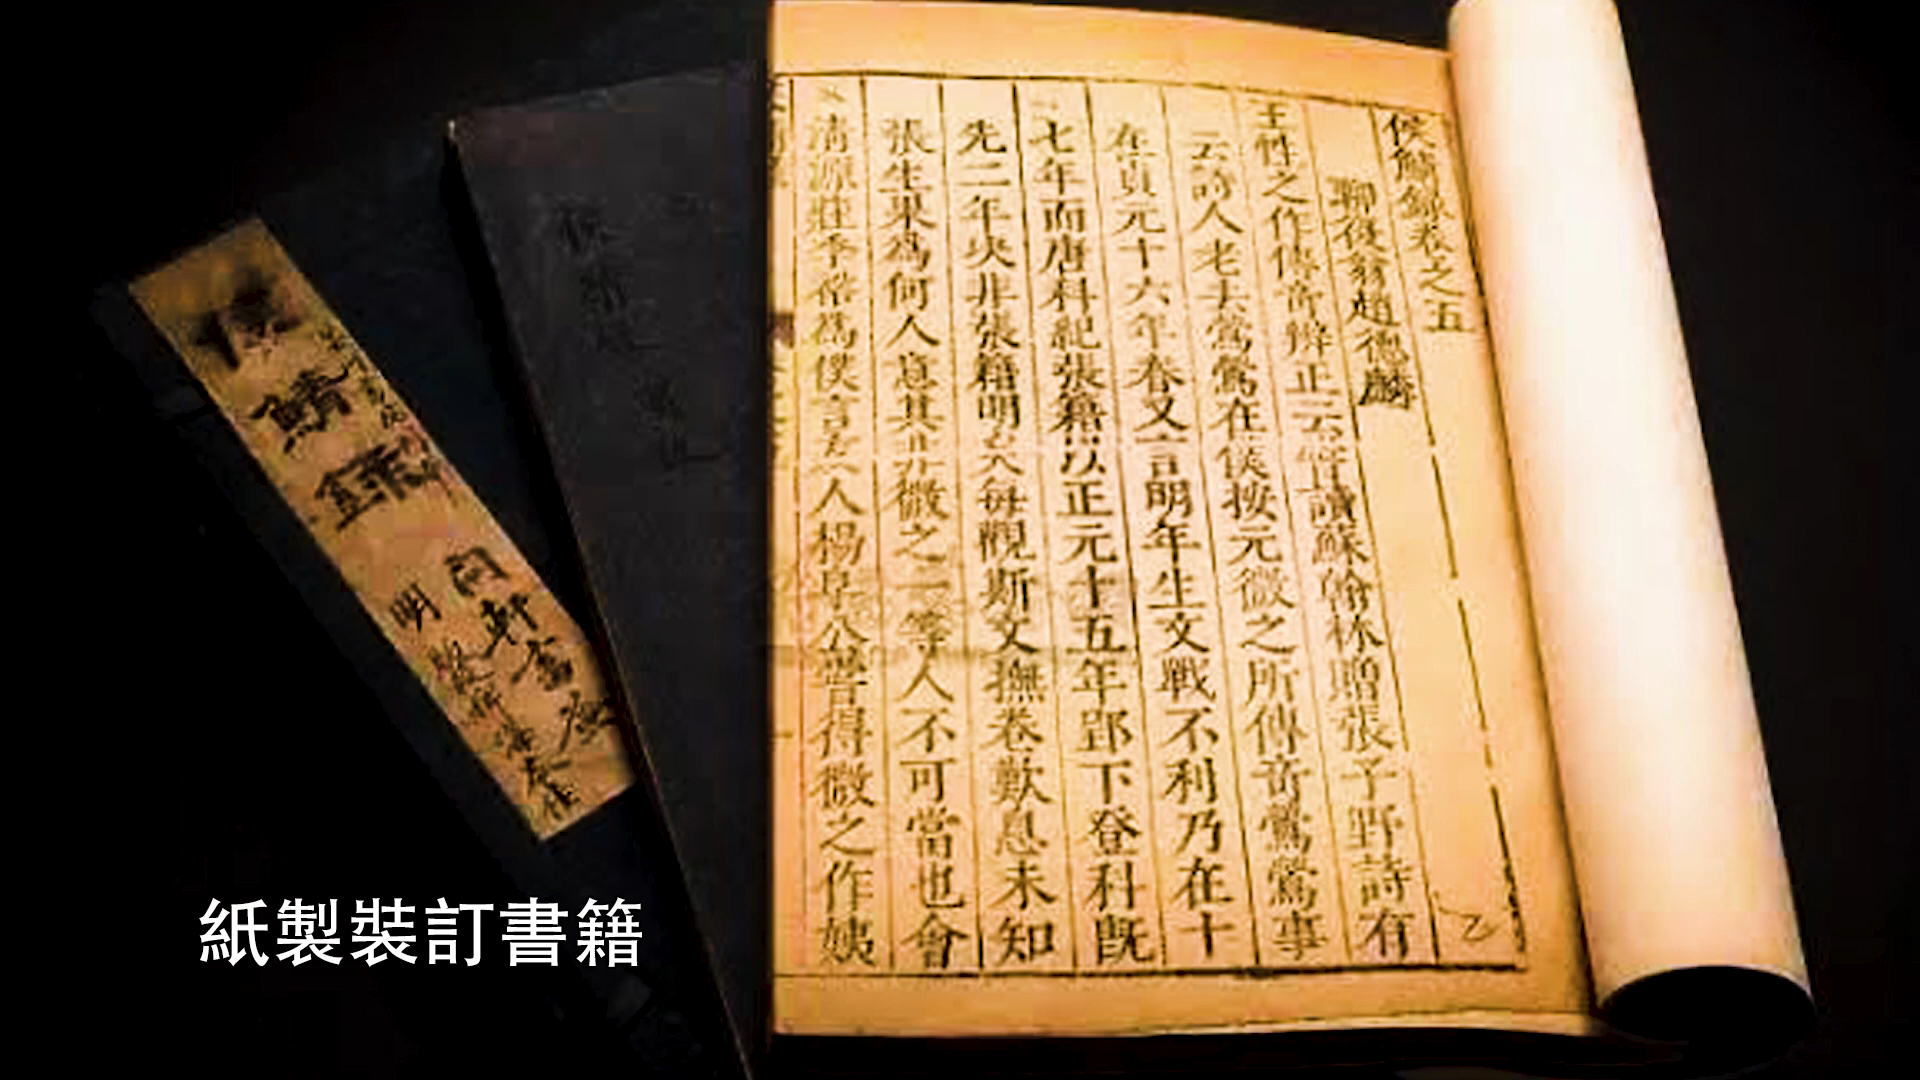 侯鯖錄卷之五
聊復翁趙德麟
王性之作傳奇辨正云嘗讀蘇翰林贈張子野詩有
云詩人老去鶯鶯在侯按元微之所傳奇鶯鶯事
在貞元十六年春又言明年生文戰不利乃在十
七年而唐科紀張籍以正元十五年郢下登科既
先二年决非張籍明矣每觀斯文撫卷歎息未知
張生果為何人意其非微之一等人不可當也會
清源莊季裕為僕言友人楊阜公嘗得微之作姨
侯鯖錄
明
紙製裝訂書籍